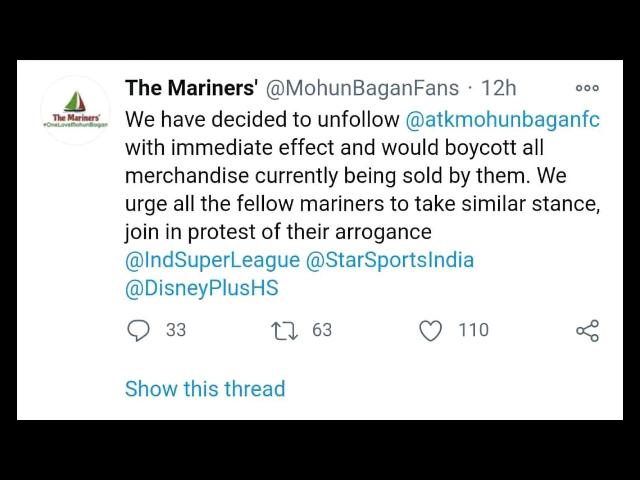 The Mariners' @MohunBaganFans · 12h
The Mariners'
#OneLoveMohunBagan
We have decided to unfollow @atkmohunbaganfc
with immediate effect and would boycott all
merchandise currently being sold by them. We
urge all the fellow mariners to take similar stance,
join in protest of their arrogance
@IndSuperLeague @StarSportsIndia
@DisneyPlusHS
33 63 110
Show this thread